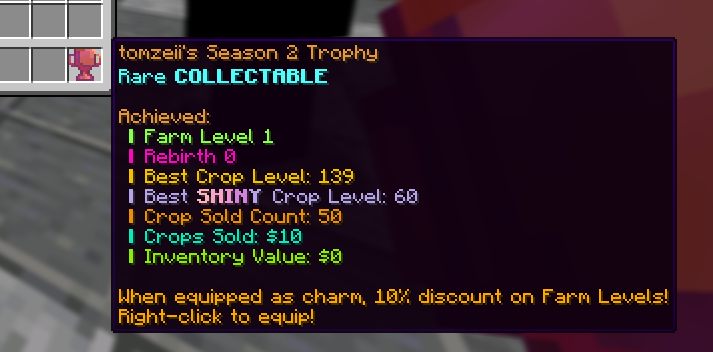 tomzeii's Season 2 Trophy
Rare COLLECTABLE
Achieved:
Farm Level 1
Rebirth 0
Best Crop Level: 139
Best SHINY Crop Level: 60
Crop Sold Count: 50
Crops Sold: $10
Inventory Value: $0
When equipped as charm, 10% discount on Farm Levels!
Right-click to equip!